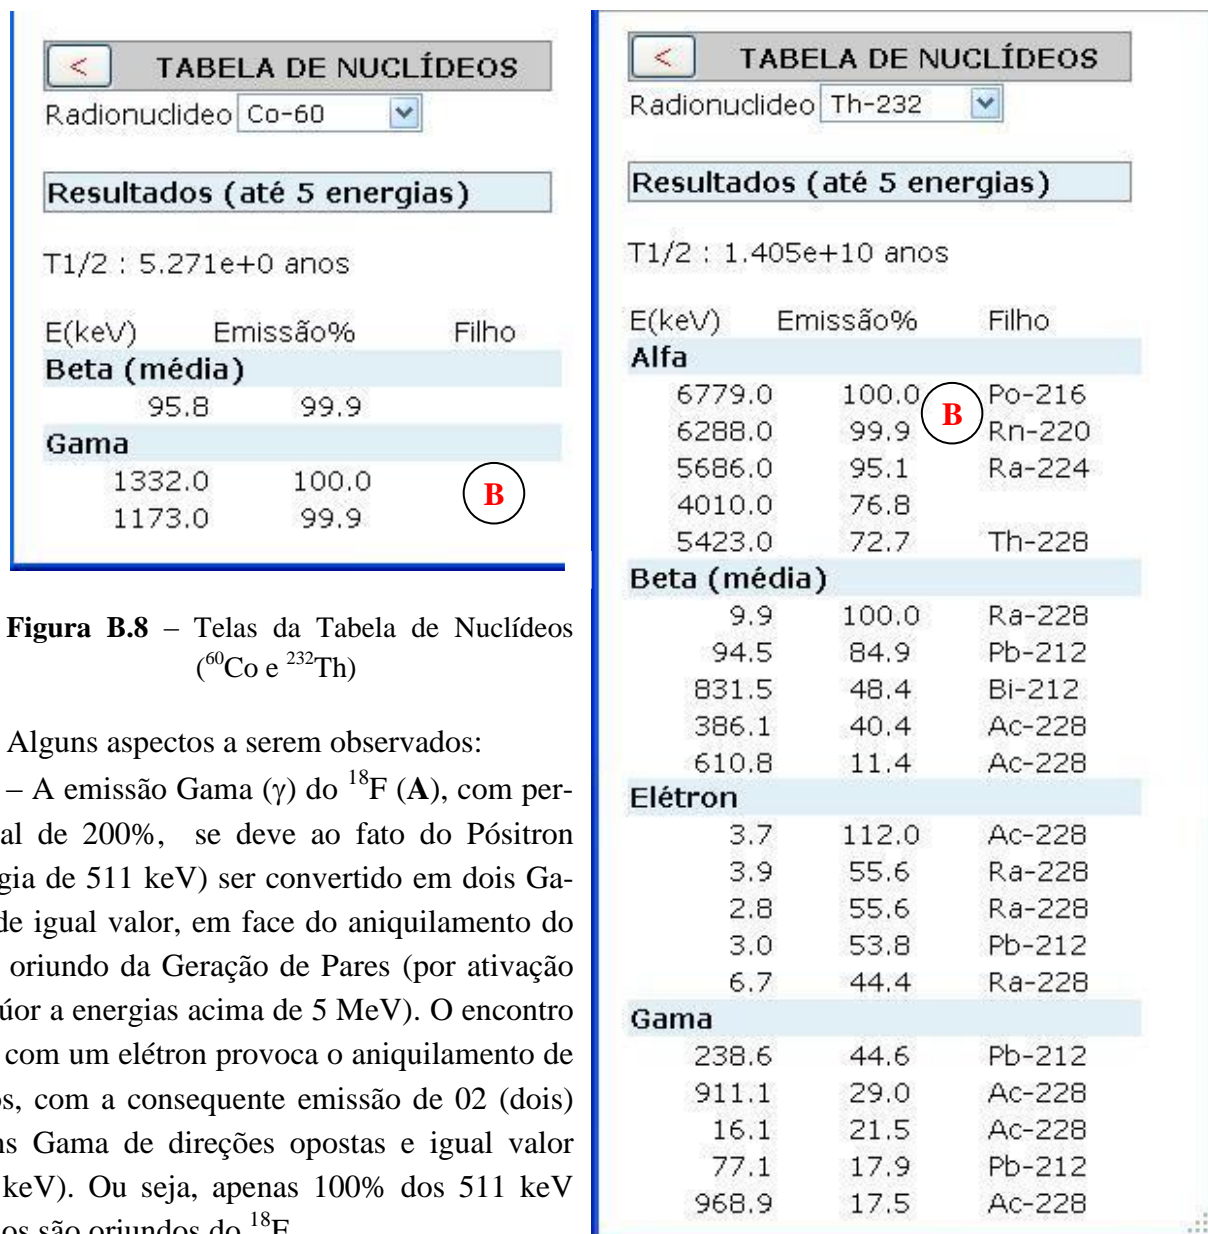 < TABELA DE NUCLÍDEOS
Radionuclideo Co-60
Resultados (até 5 energias)
T1/2 : 5.271e+0 anos
E(keV) Emissão% Filho
Beta (média)
95.8 99.9
Gama
1332.0 100.0
B
1173.0 99.9
Figura B.8 – Telas da Tabela de Nuclídeos
(⁶⁰Co e ²³²Th)
Alguns aspectos a serem observados:
– A emissão Gama (γ) do ¹⁸F (A), com per-
al de 200%, se deve ao fato do Pósitron
gia de 511 keV) ser convertido em dois Ga-
de igual valor, em face do aniquilamento do
oriundo da Geração de Pares (por ativação
úor a energias acima de 5 MeV). O encontro
com um elétron provoca o aniquilamento de
os, com a consequente emissão de 02 (dois)
ns Gama de direções opostas e igual valor
keV). Ou seja, apenas 100% dos 511 keV
os são oriundos do ¹⁸F
< TABELA DE NUCLÍDEOS
Radionuclideo Th-232
Resultados (até 5 energias)
T1/2 : 1.405e+10 anos
E(keV) Emissão% Filho
Alfa
6779.0 100.0 Po-216
B
6288.0 99.9 Rn-220
5686.0 95.1 Ra-224
4010.0 76.8
5423.0 72.7 Th-228
Beta (média)
9.9 100.0 Ra-228
94.5 84.9 Pb-212
831.5 48.4 Bi-212
386.1 40.4 Ac-228
610.8 11.4 Ac-228
Elétron
3.7 112.0 Ac-228
3.9 55.6 Ra-228
2.8 55.6 Ra-228
3.0 53.8 Pb-212
6.7 44.4 Ra-228
Gama
238.6 44.6 Pb-212
911.1 29.0 Ac-228
16.1 21.5 Ac-228
77.1 17.9 Pb-212
968.9 17.5 Ac-228